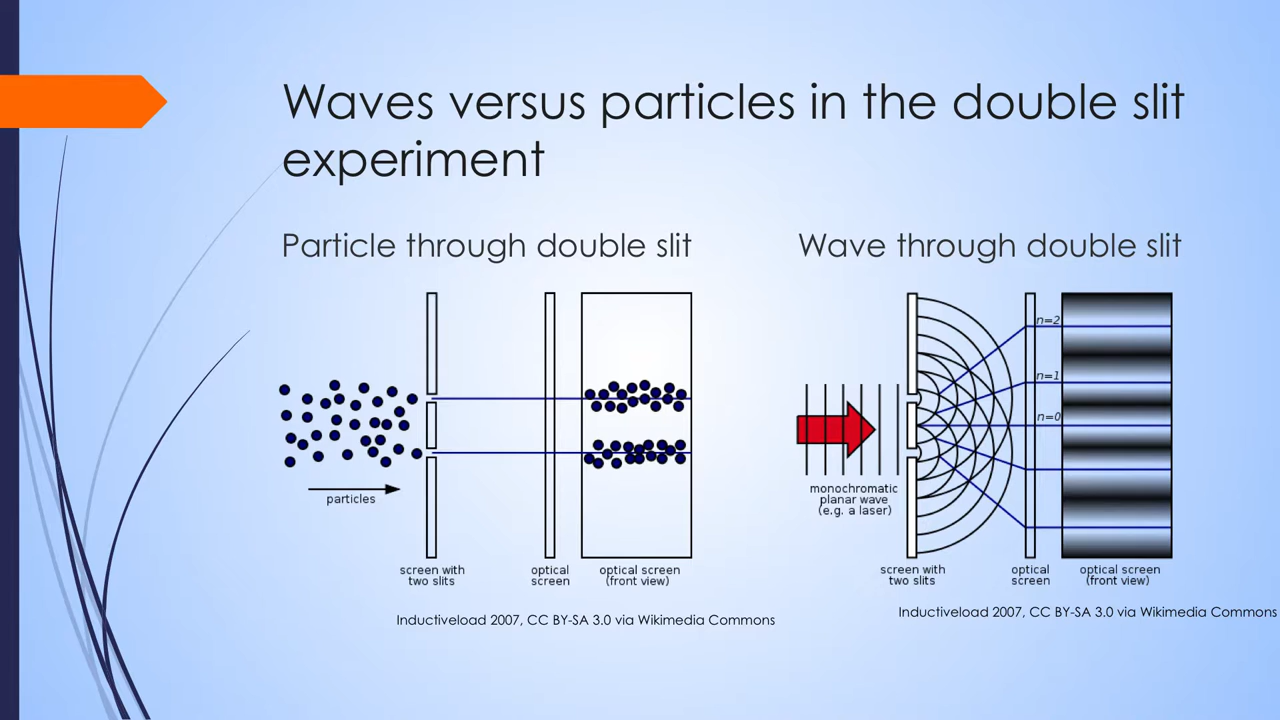 Waves versus particles in the double slit
experiment
Particle through double slit
particles
screen with
two slits
optical
screen
optical screen
(front view)
Inductiveload 2007, CC BY-SA 3.0 via Wikimedia Commons
Wave through double slit
n=2
n=1
n=0
monochromatic
planar wave
(e.g. a laser)
screen with
two slits
optical
screen
optical screen
(front view)
Inductiveload 2007, CC BY-SA 3.0 via Wikimedia Commons